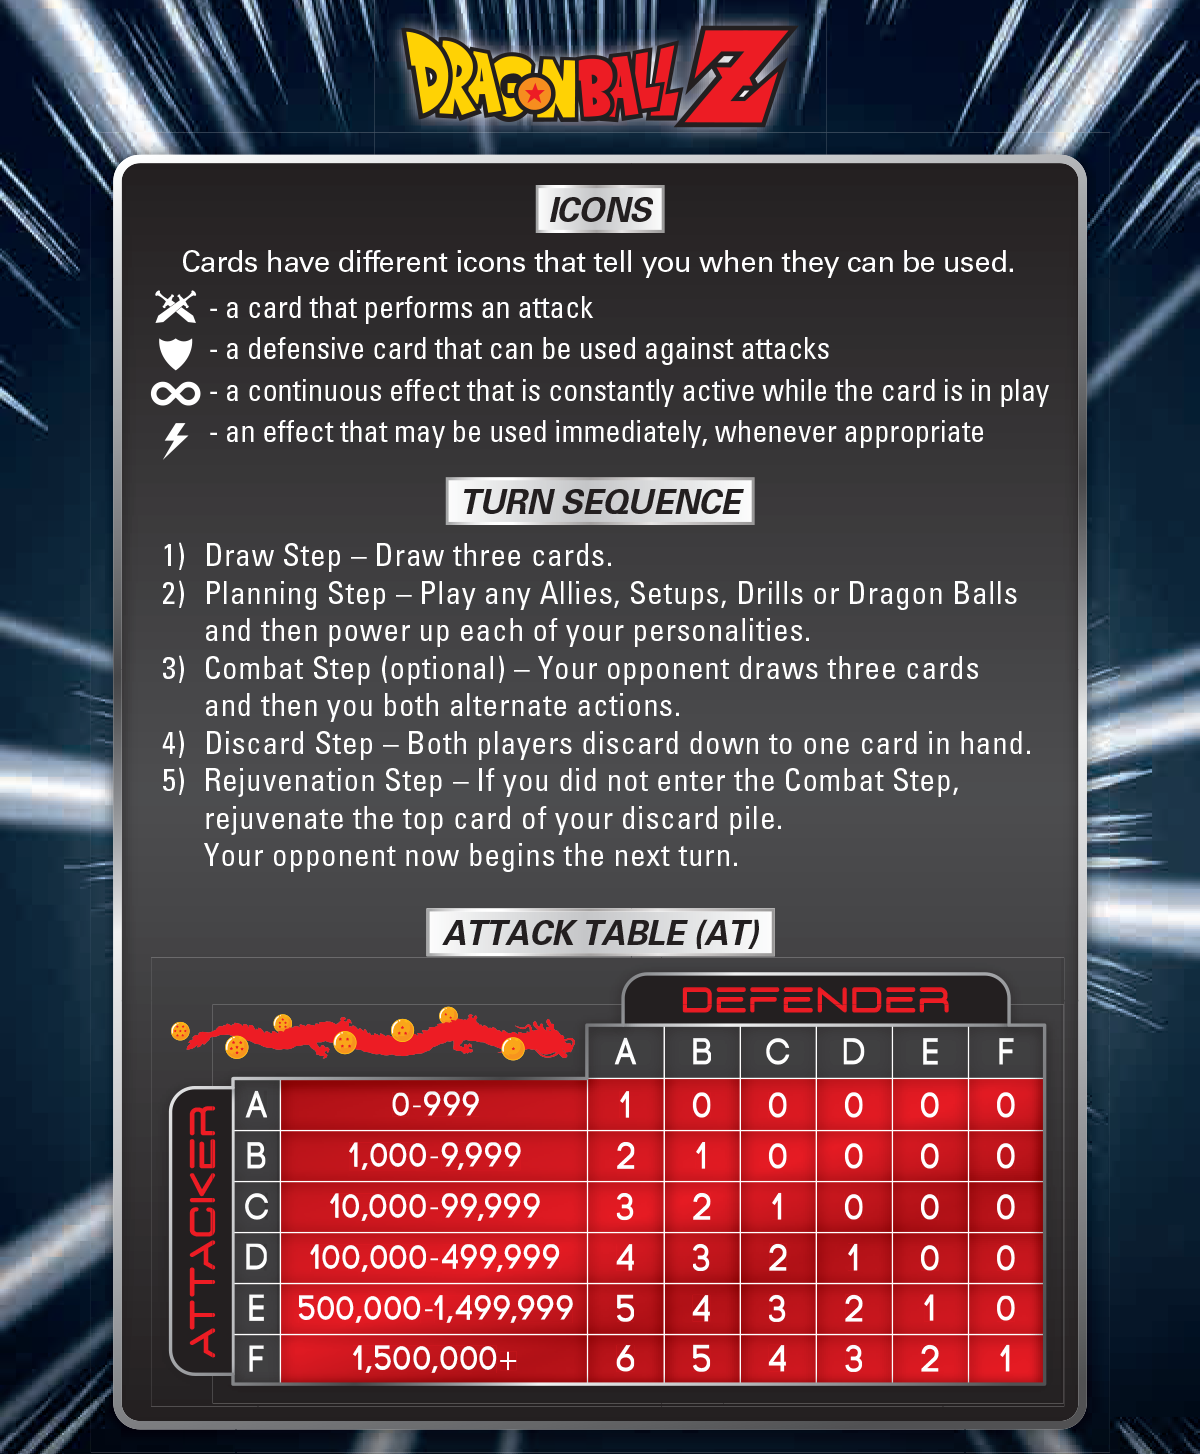 DRAGONBALL Z
ICONS
Cards have different icons that tell you when they can be used.
- a card that performs an attack
- a defensive card that can be used against attacks
- a continuous effect that is constantly active while the card is in play
- an effect that may be used immediately, whenever appropriate
TURN SEQUENCE
1) Draw Step – Draw three cards.
2) Planning Step – Play any Allies, Setups, Drills or Dragon Balls
and then power up each of your personalities.
3) Combat Step (optional) – Your opponent draws three cards
and then you both alternate actions.
4) Discard Step – Both players discard down to one card in hand.
5) Rejuvenation Step – If you did not enter the Combat Step,
rejuvenate the top card of your discard pile.
Your opponent now begins the next turn.
ATTACK TABLE (AT)
DEFENDER
A B C D E F
ATTACKER
A 0-999 1 0 0 0 0 0
B 1,000-9,999 2 1 0 0 0 0
C 10,000-99,999 3 2 1 0 0 0
D 100,000-499,999 4 3 2 1 0 0
E 500,000-1,499,999 5 4 3 2 1 0
F 1,500,000+ 6 5 4 3 2 1